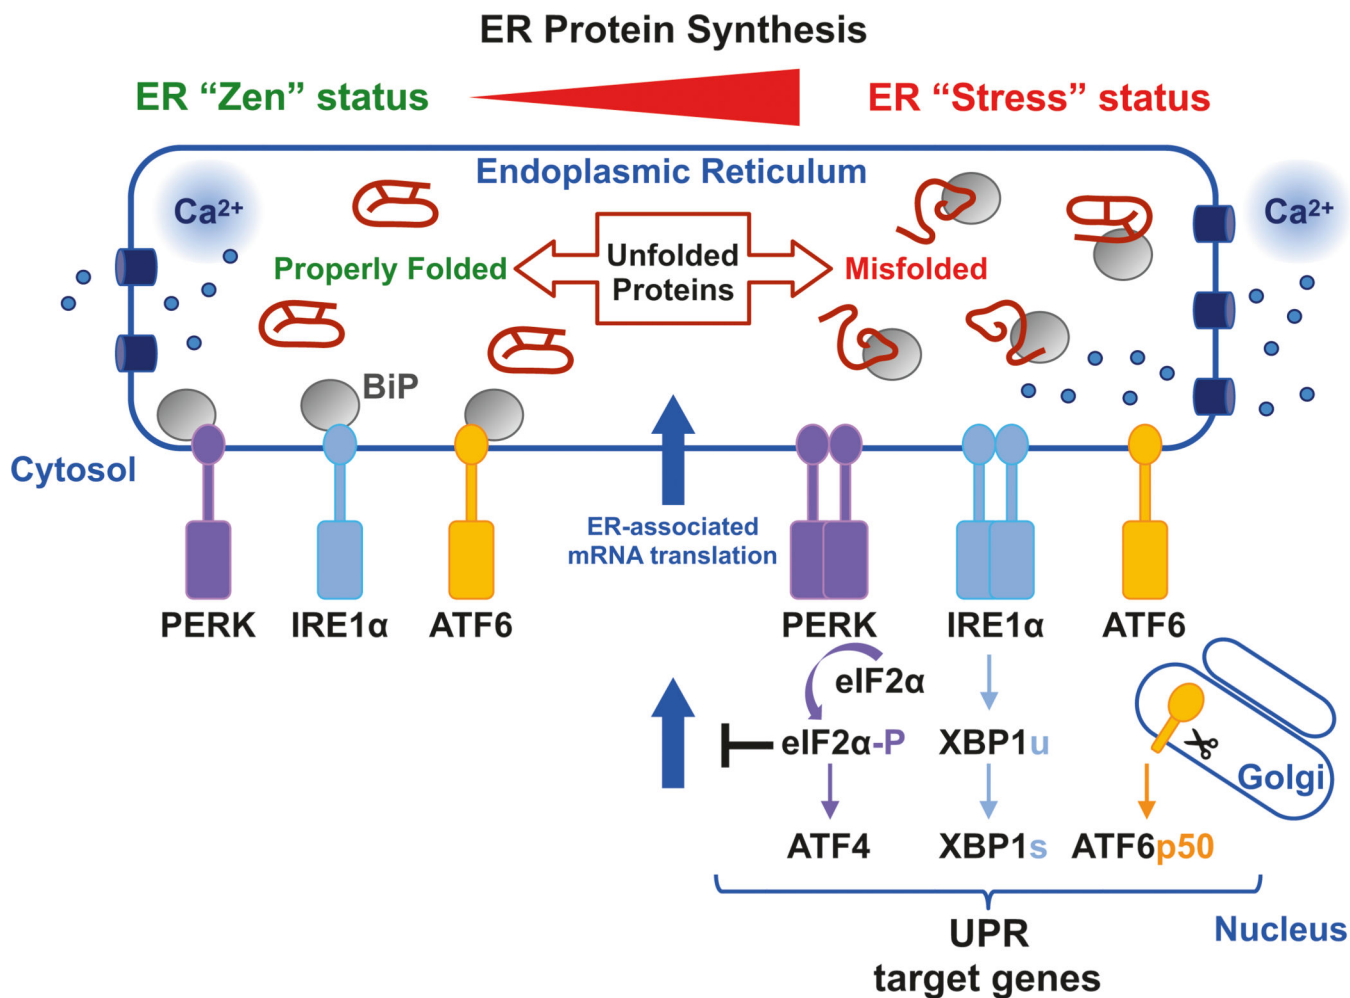 ER Protein Synthesis
ER “Zen” status
ER “Stress” status
Endoplasmic Reticulum
Ca²⁺
Ca²⁺
Properly Folded
Unfolded
Proteins
Misfolded
BiP
Cytosol
ER-associated
mRNA translation
PERK
IRE1α
ATF6
PERK
IRE1α
ATF6
eIF2α
eIF2α-P
XBP1u
Golgi
ATF4
XBP1s
ATF6p50
UPR
target genes
Nucleus